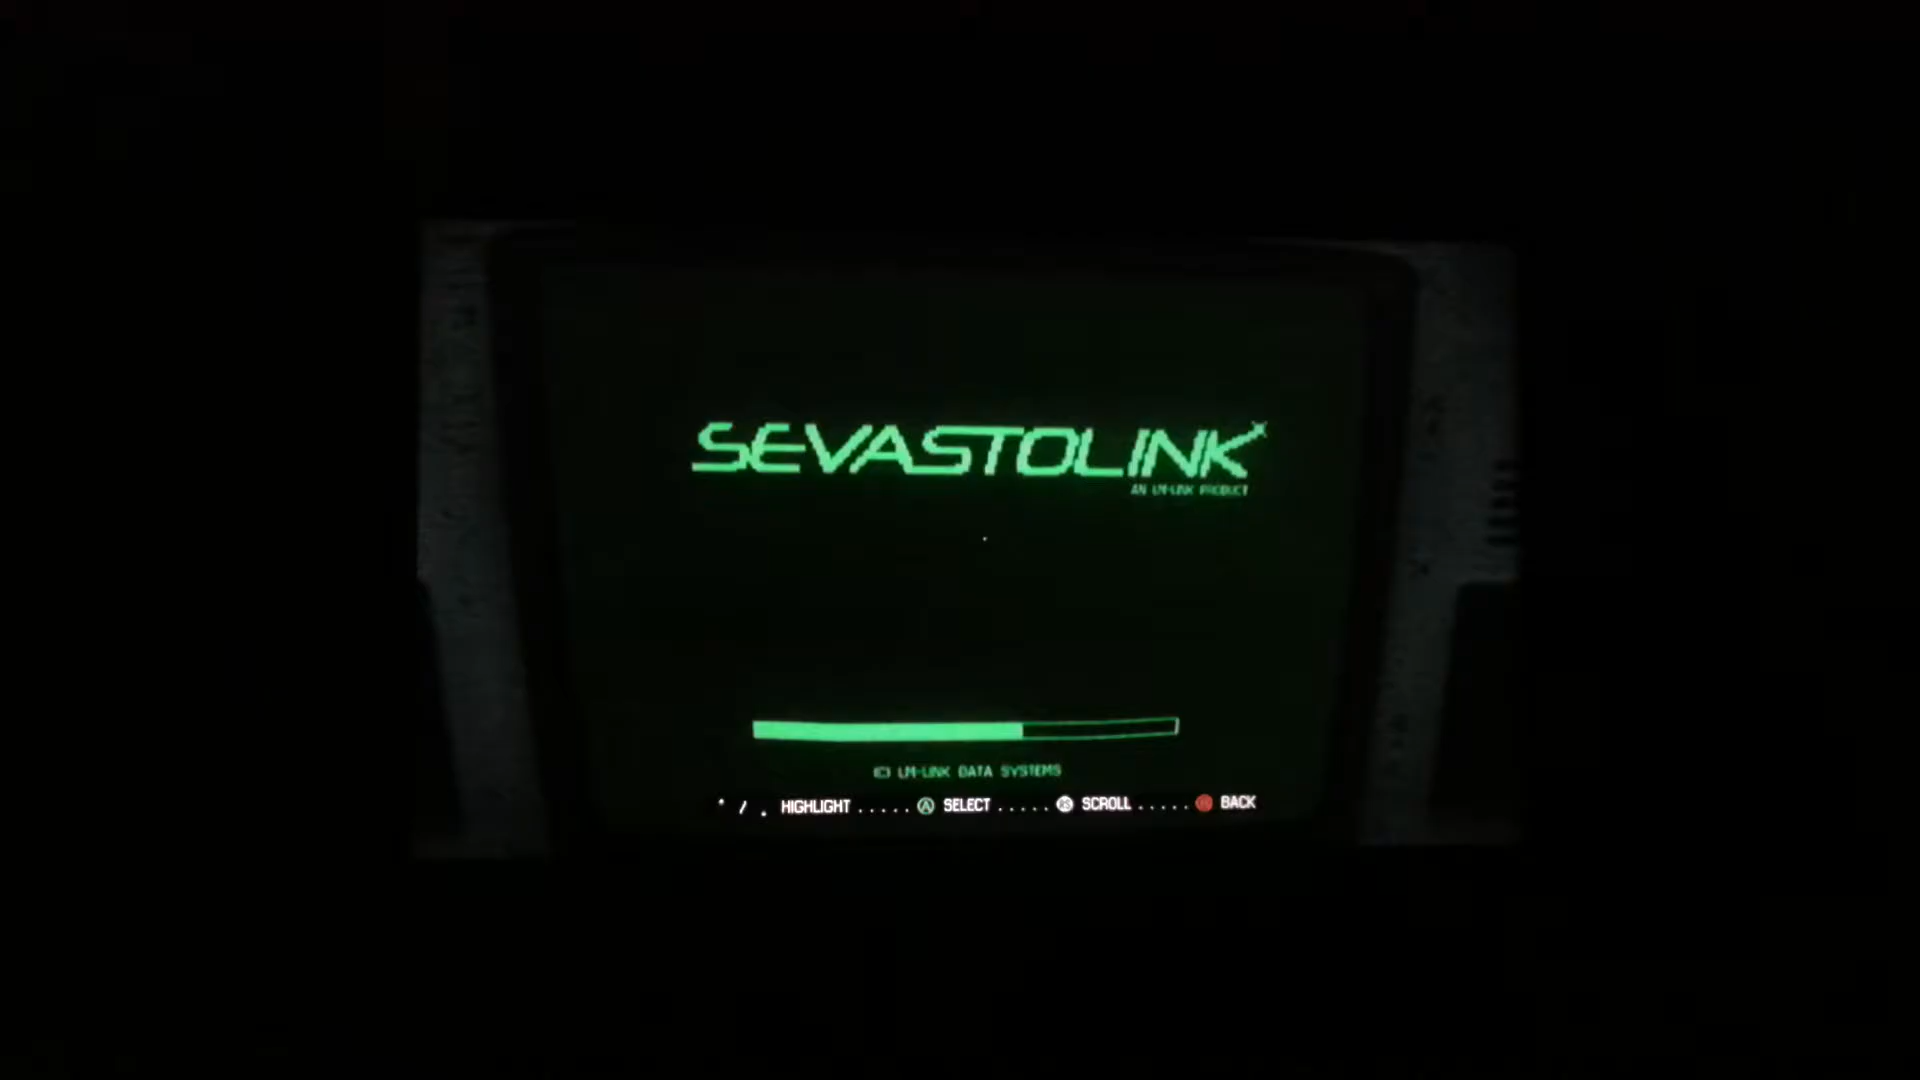 SEVASTOLINK
AN LM-LINK PRODUCT
(C) LM-LINK DATA SYSTEMS
/ HIGHLIGHT ..... A SELECT ..... SCROLL ..... BACK